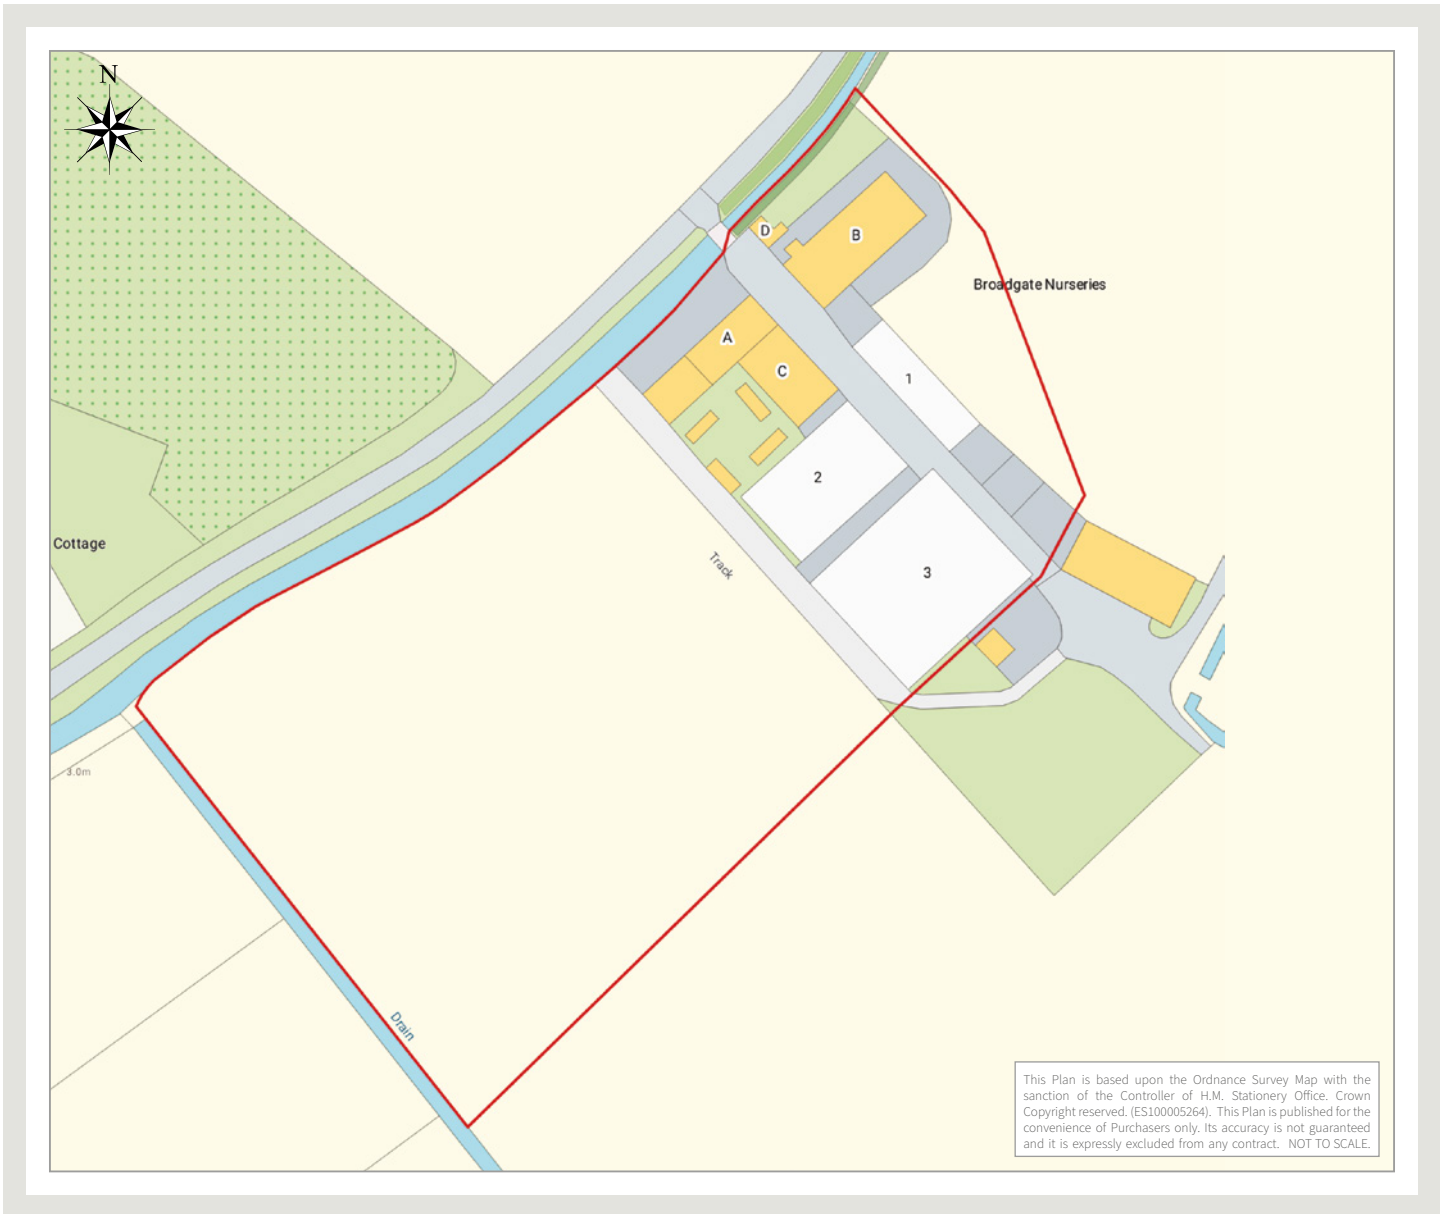 N
D
B
Broadgate Nurseries
A
C
1
2
3
Cottage
Track
3.0m
Drain
This Plan is based upon the Ordnance Survey Map with the
sanction of the Controller of H.M. Stationery Office. Crown
Copyright reserved. (ES100005264). This Plan is published for the
convenience of Purchasers only. Its accuracy is not guaranteed
and it is expressly excluded from any contract. NOT TO SCALE.